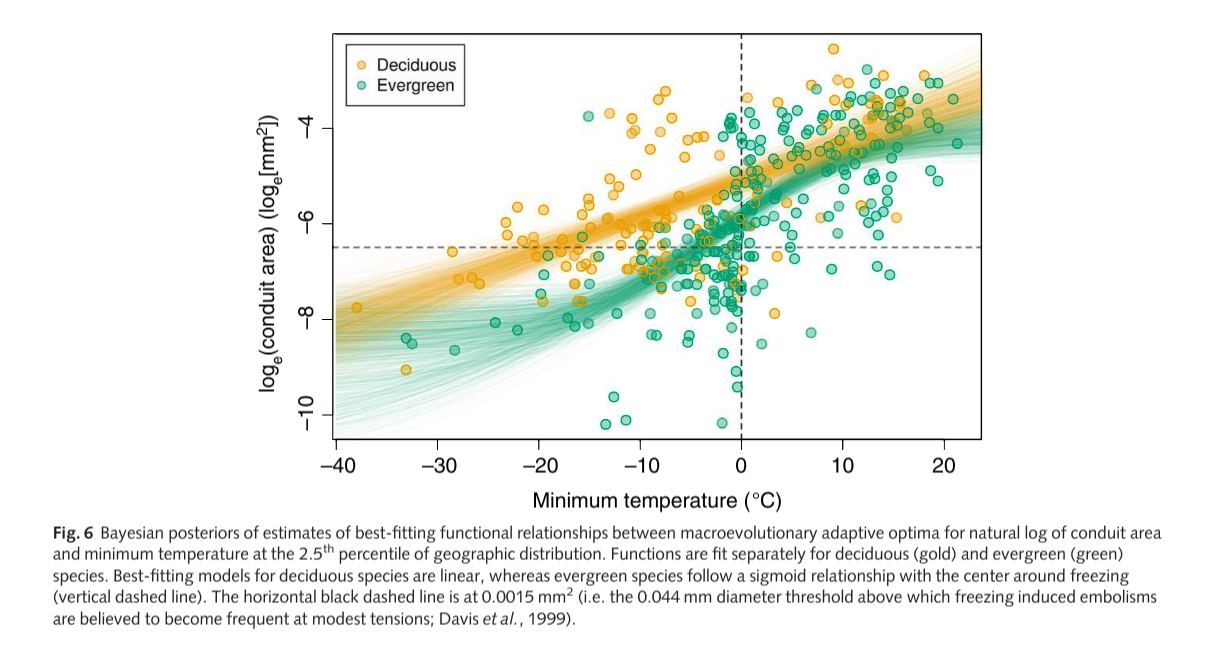 Deciduous
Evergreen
−4
−6
−8
−10
logₑ(conduit area) (logₑ[mm²])
−40 −30 −20 −10 0 10 20
Minimum temperature (°C)
Fig. 6 Bayesian posteriors of estimates of best-fitting functional relationships between macroevolutionary adaptive optima for natural log of conduit area
and minimum temperature at the 2.5th percentile of geographic distribution. Functions are fit separately for deciduous (gold) and evergreen (green)
species. Best-fitting models for deciduous species are linear, whereas evergreen species follow a sigmoid relationship with the center around freezing
(vertical dashed line). The horizontal black dashed line is at 0.0015 mm² (i.e. the 0.044 mm diameter threshold above which freezing induced embolisms
are believed to become frequent at modest tensions; Davis et al., 1999).